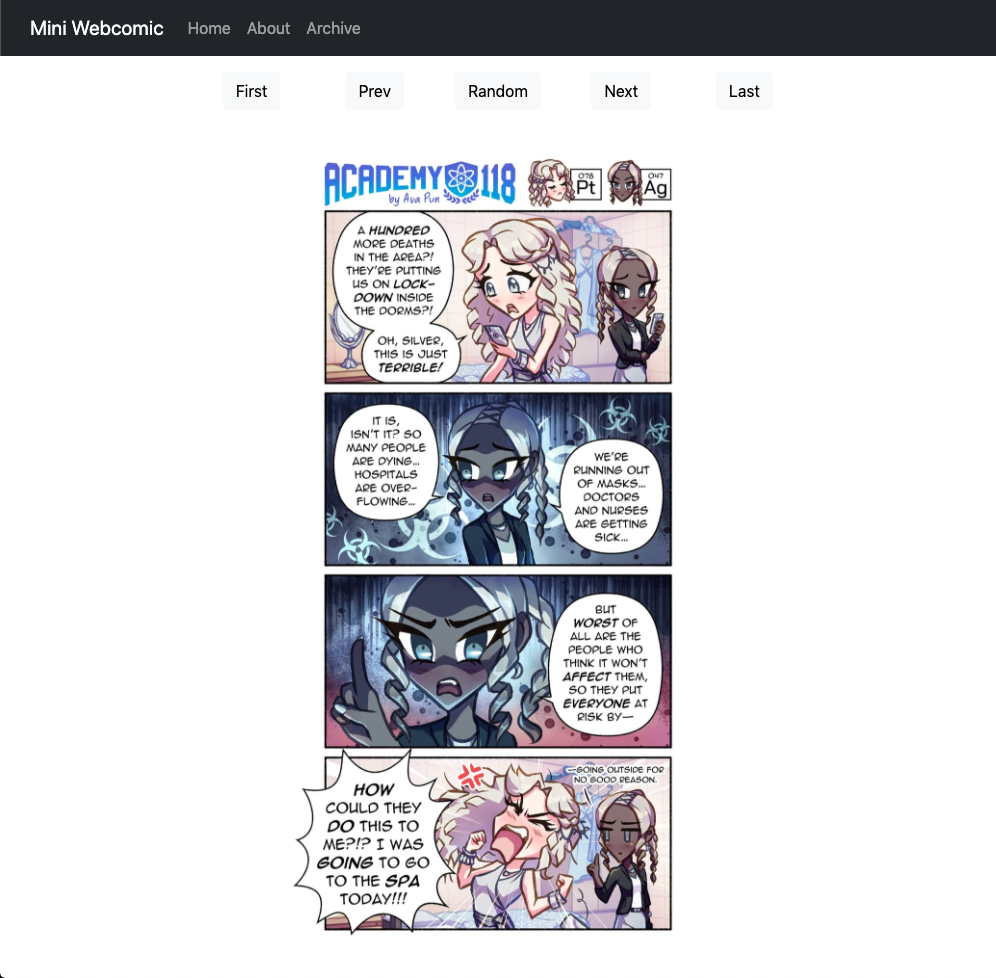 Mini Webcomic Home About Archive
First Prev Random Next Last
ACADEMY 118
by Ava Pun
078
Pt
047
Ag
A HUNDRED
MORE DEATHS
IN THE AREA?!
THEY'RE PUTTING
US ON LOCK-
DOWN INSIDE
THE DORMS?!
OH, SILVER,
THIS IS JUST
TERRIBLE!
IT IS,
ISN'T IT? SO
MANY PEOPLE
ARE DYING...
HOSPITALS
ARE OVER-
FLOWING...
WE'RE
RUNNING OUT
OF MASKS...
DOCTORS
AND NURSES
ARE GETTING
SICK...
BUT
WORST OF
ALL ARE THE
PEOPLE WHO
THINK IT WON'T
AFFECT THEM,
SO THEY PUT
EVERYONE AT
RISK BY—
HOW
COULD THEY
DO THIS TO
ME?!? I WAS
GOING TO GO
TO THE SPA
TODAY!!!
—GOING OUTSIDE FOR
NO GOOD REASON.